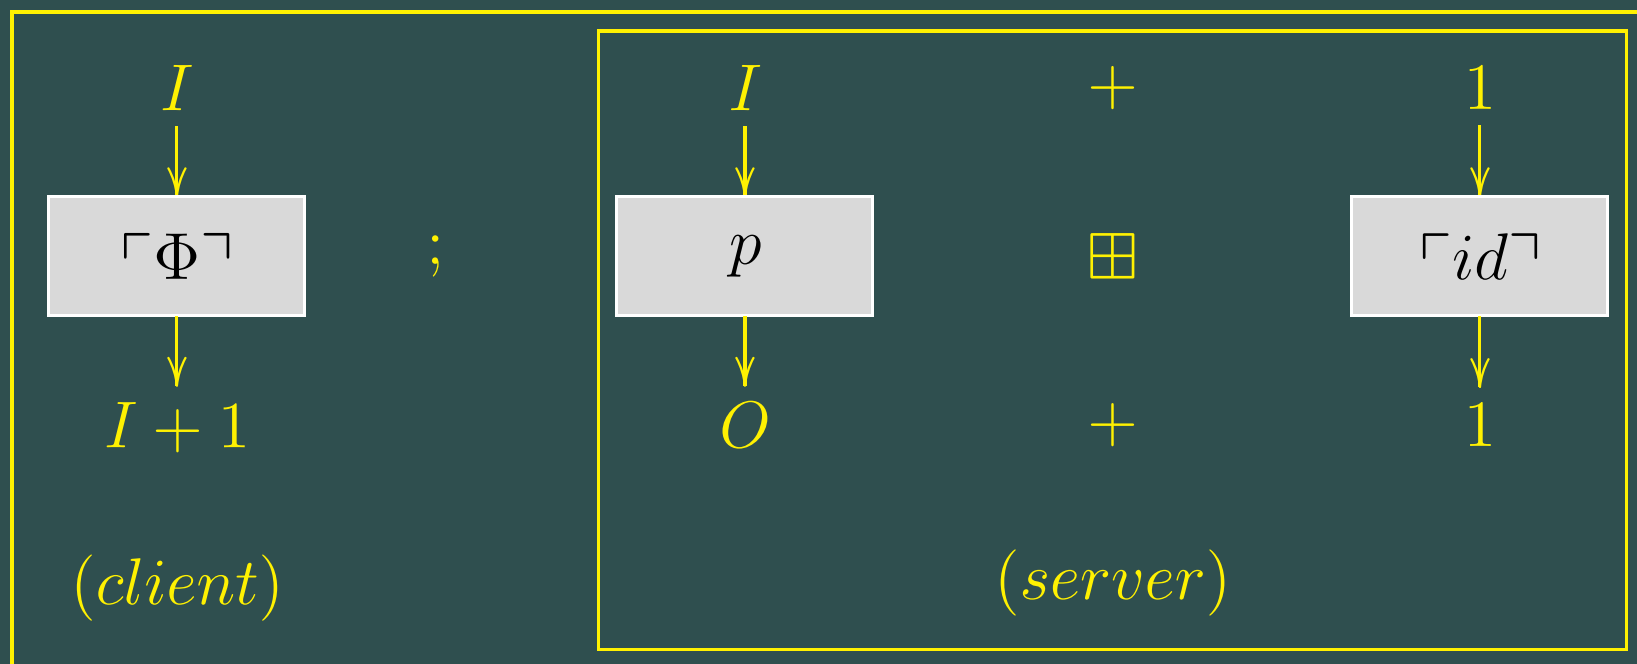 I I + 1
⌜Φ⌝ ; p ⊞ ⌜id⌝
I + 1 O + 1
(client) (server)